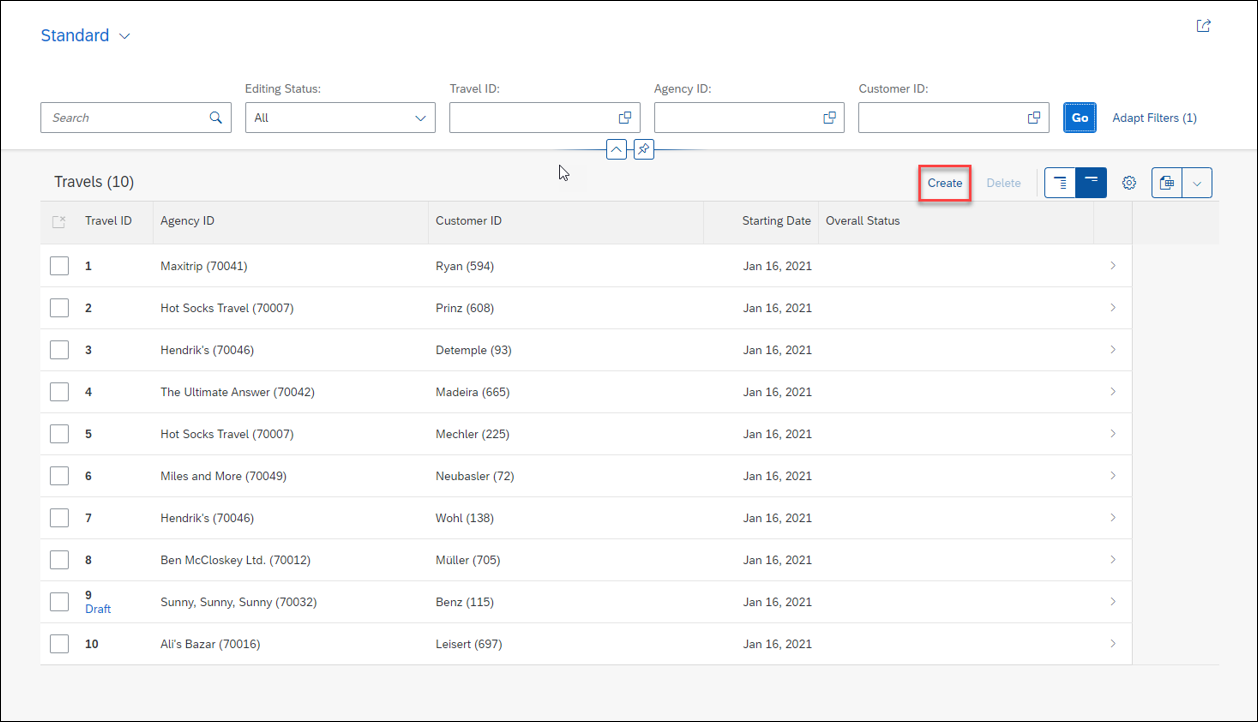 Standard
Editing Status: Travel ID: Agency ID: Customer ID:
Search All Go Adapt Filters (1)
Travels (10) Create Delete
Travel ID Agency ID Customer ID Starting Date Overall Status
1 Maxitrip (70041) Ryan (594) Jan 16, 2021
2 Hot Socks Travel (70007) Prinz (608) Jan 16, 2021
3 Hendrik's (70046) Detemple (93) Jan 16, 2021
4 The Ultimate Answer (70042) Madeira (665) Jan 16, 2021
5 Hot Socks Travel (70007) Mechler (225) Jan 16, 2021
6 Miles and More (70049) Neubasler (72) Jan 16, 2021
7 Hendrik's (70046) Wohl (138) Jan 16, 2021
8 Ben McCloskey Ltd. (70012) Müller (705) Jan 16, 2021
9 Sunny, Sunny, Sunny (70032) Benz (115) Jan 16, 2021
Draft
10 Ali's Bazar (70016) Leisert (697) Jan 16, 2021